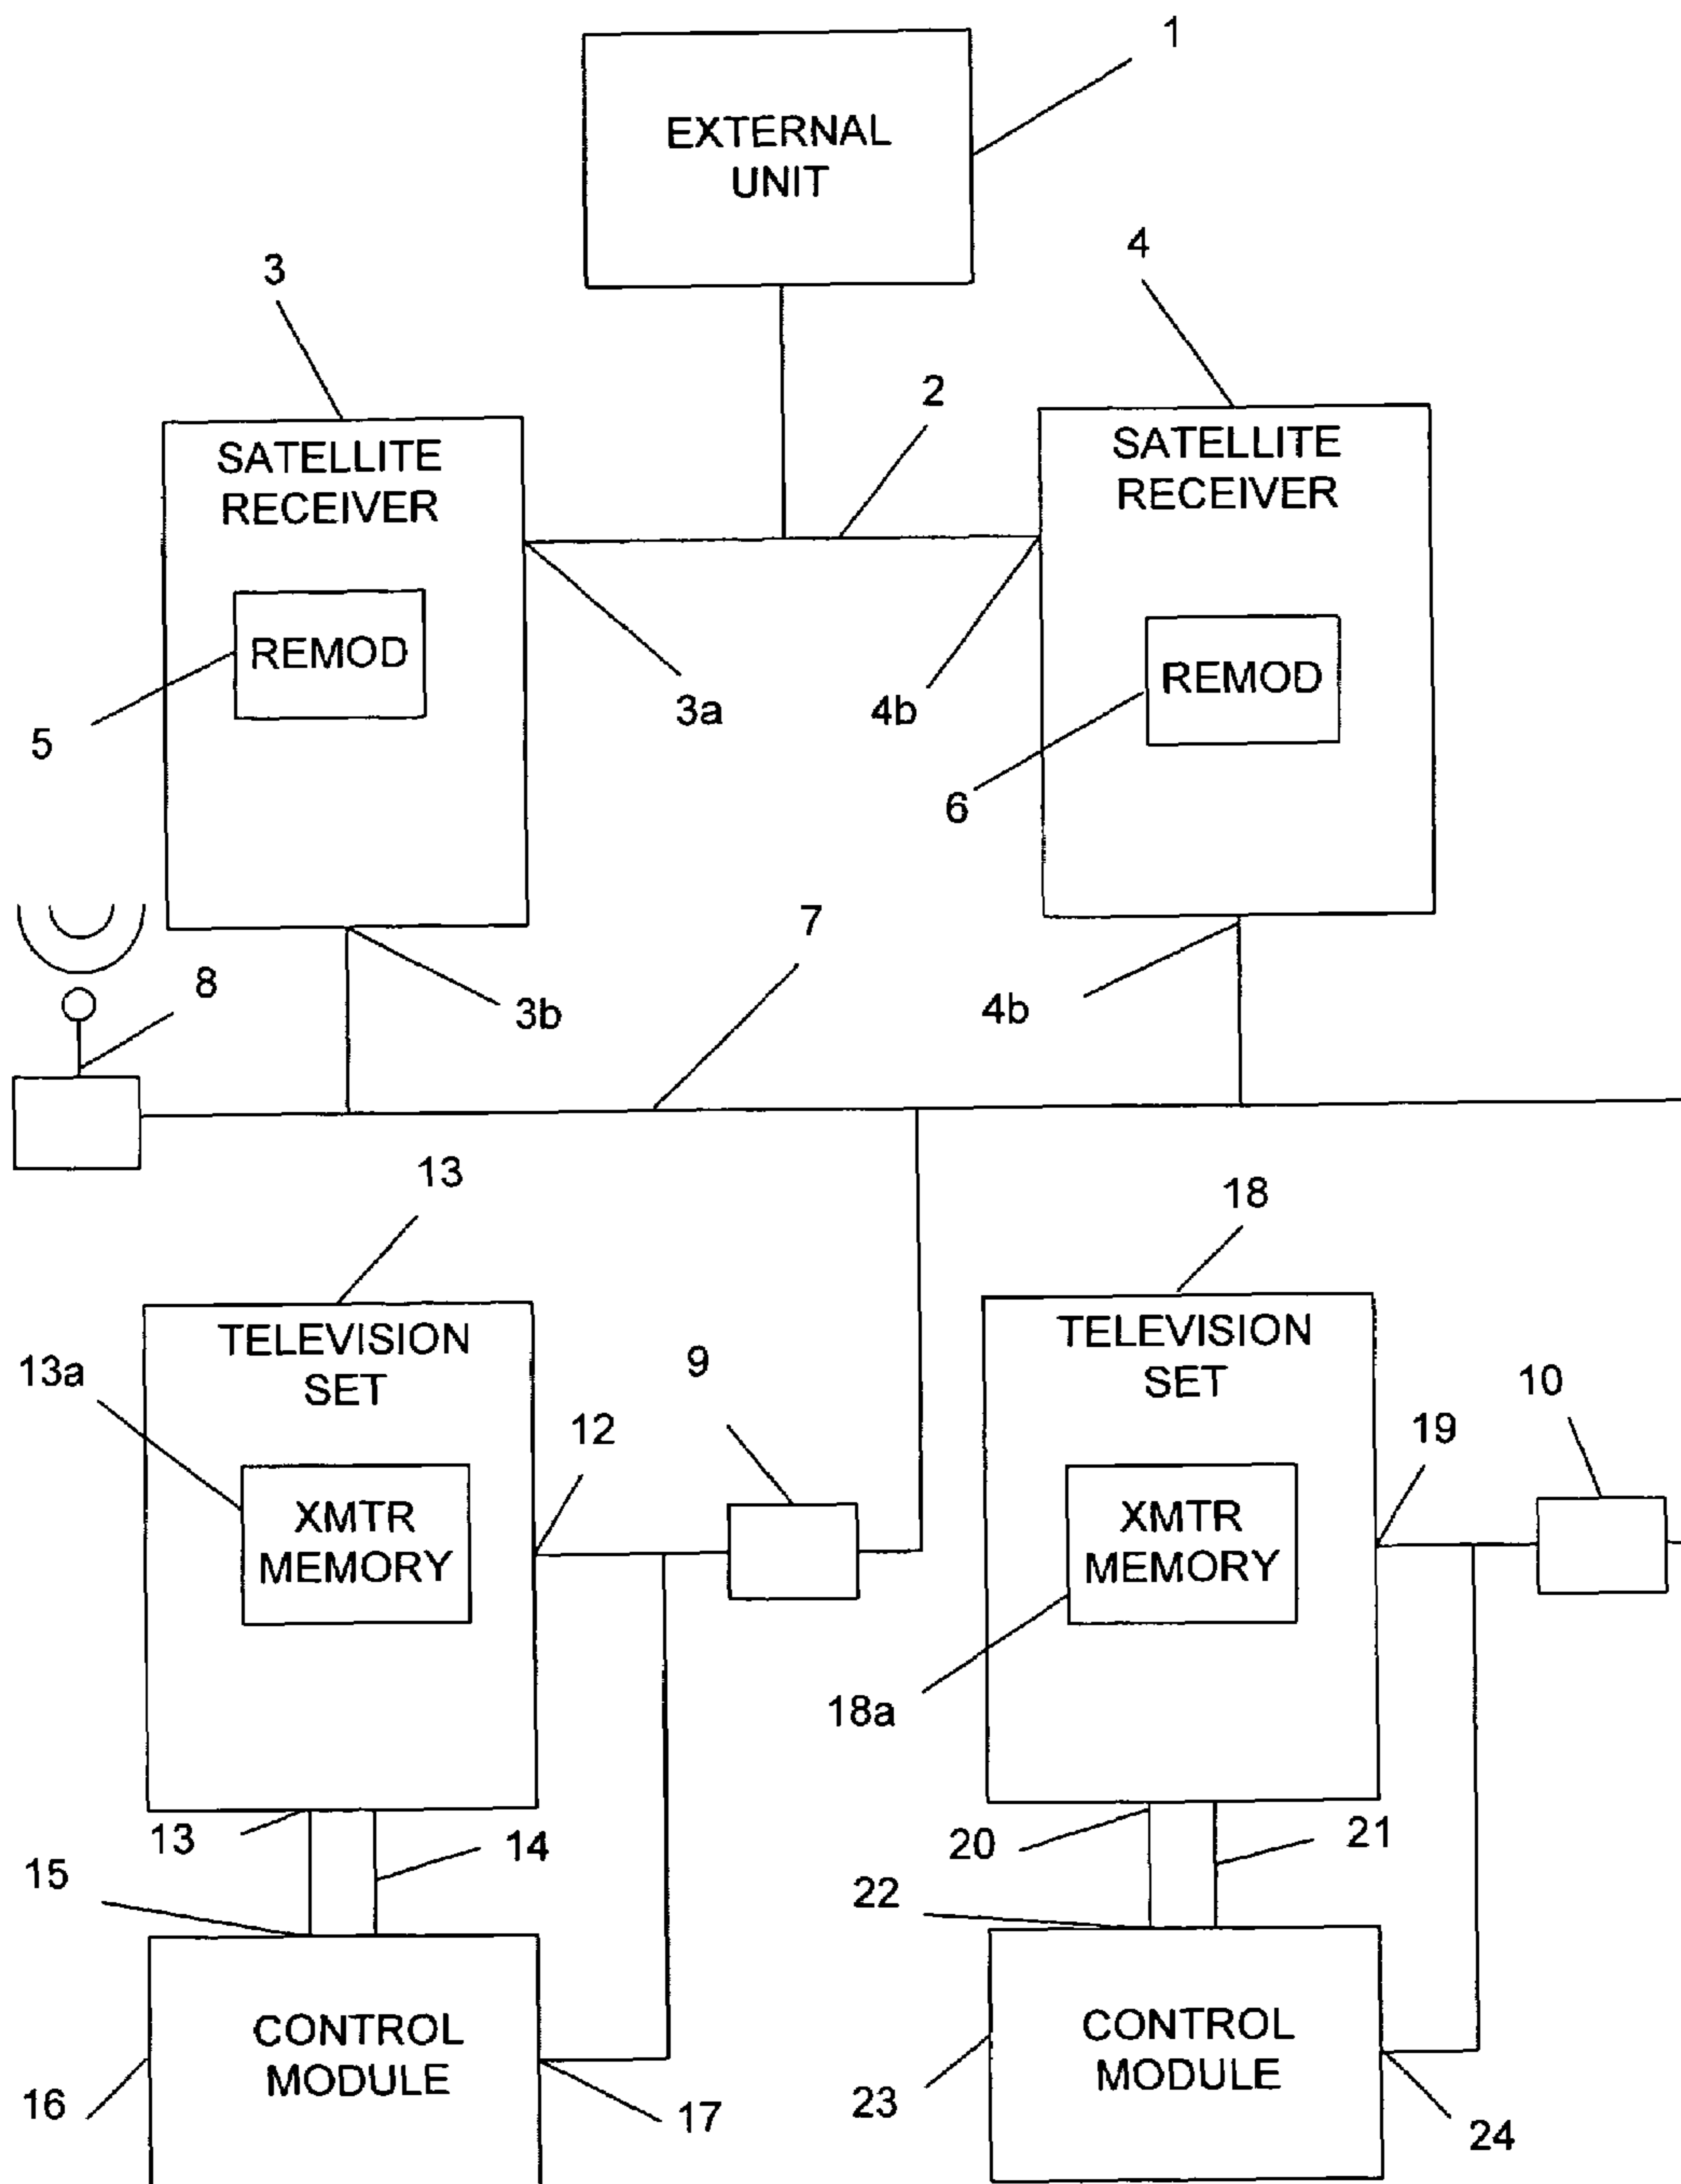 1
EXTERNAL
UNIT
3
4
2
SATELLITE
RECEIVER
SATELLITE
RECEIVER
REMOD
REMOD
3a
4b
5
6
7
8
3b
4b
13
18
TELEVISION
SET
TELEVISION
SET
13a
9
10
12
19
XMTR
MEMORY
XMTR
MEMORY
18a
13
14
20
21
15
22
CONTROL
MODULE
CONTROL
MODULE
16
17
23
24